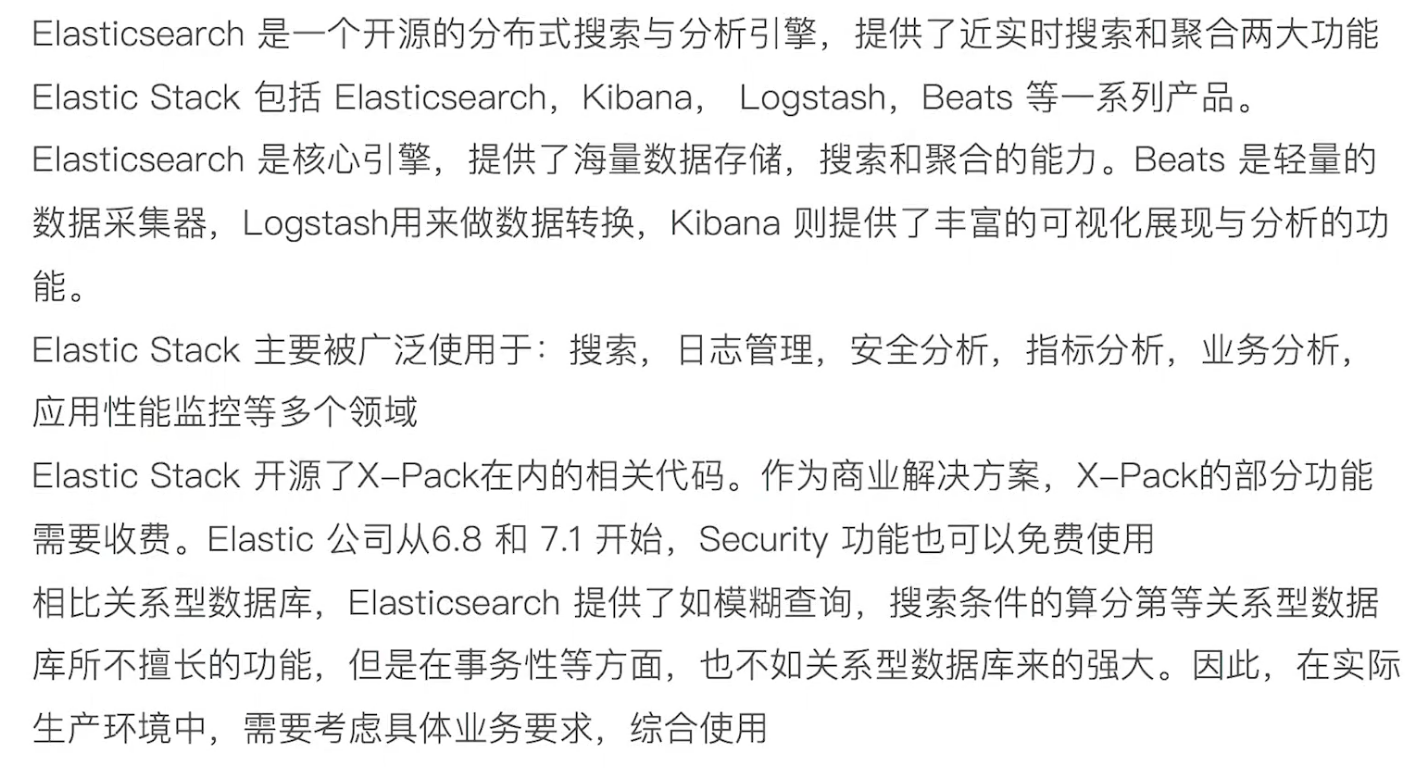 Elasticsearch 是一个开源的分布式搜索与分析引擎，提供了近实时搜索和聚合两大功能
Elastic Stack 包括 Elasticsearch，Kibana， Logstash，Beats 等一系列产品。
Elasticsearch 是核心引擎，提供了海量数据存储，搜索和聚合的能力。Beats 是轻量的
数据采集器，Logstash用来做数据转换，Kibana 则提供了丰富的可视化展现与分析的功
能。
Elastic Stack 主要被广泛使用于：搜索，日志管理，安全分析，指标分析，业务分析，
应用性能监控等多个领域
Elastic Stack 开源了X-Pack在内的相关代码。作为商业解决方案，X-Pack的部分功能
需要收费。Elastic 公司从6.8 和 7.1 开始，Security 功能也可以免费使用
相比关系型数据库，Elasticsearch 提供了如模糊查询，搜索条件的算分第等关系型数据
库所不擅长的功能，但是在事务性等方面，也不如关系型数据库来的强大。因此，在实际
生产环境中，需要考虑具体业务要求，综合使用